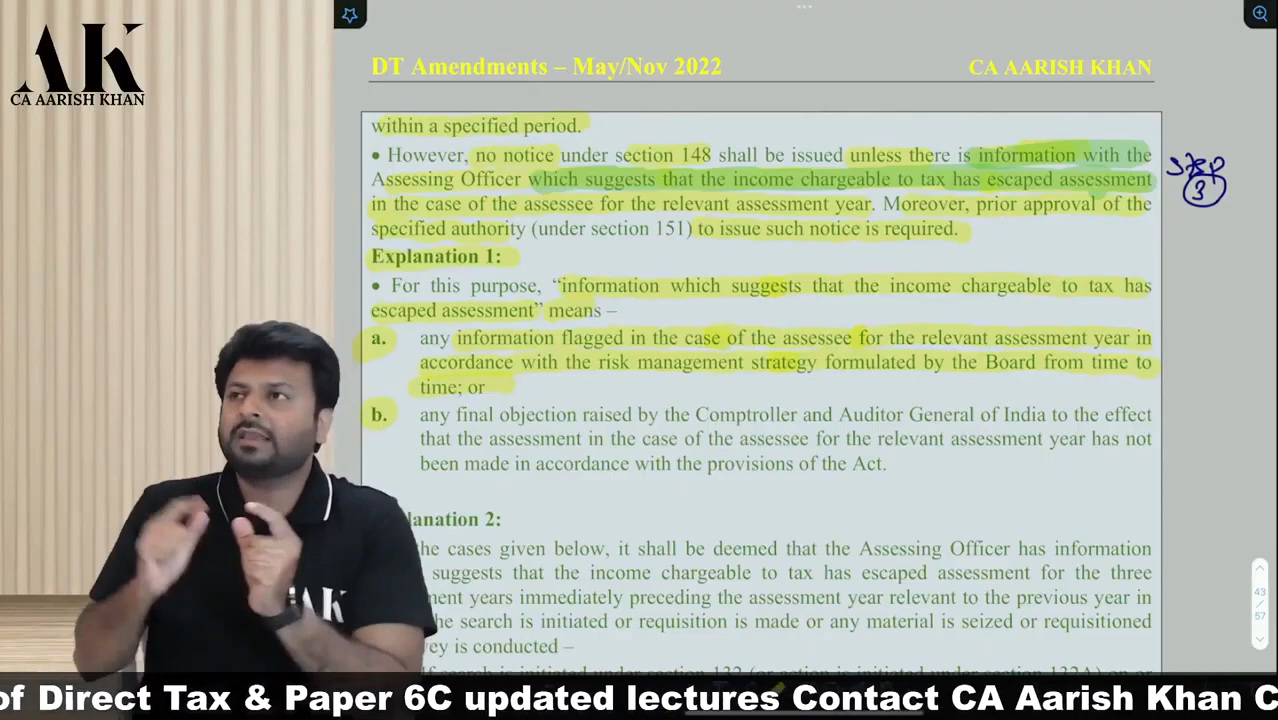 AK
CA AARISH KHAN
DT Amendments – May/Nov 2022
CA AARISH KHAN
within a specified period.
• However, no notice under section 148 shall be issued unless there is information with the
Assessing Officer which suggests that the income chargeable to tax has escaped assessment
in the case of the assessee for the relevant assessment year. Moreover, prior approval of the
specified authority (under section 151) to issue such notice is required.
Step
3
Explanation 1:
• For this purpose, “information which suggests that the income chargeable to tax has
escaped assessment” means –
a. any information flagged in the case of the assessee for the relevant assessment year in
accordance with the risk management strategy formulated by the Board from time to
time; or
b. any final objection raised by the Comptroller and Auditor General of India to the effect
that the assessment in the case of the assessee for the relevant assessment year has not
been made in accordance with the provisions of the Act.
lanation 2:
he cases given below, it shall be deemed that the Assessing Officer has information
suggests that the income chargeable to tax has escaped assessment for the three
ment years immediately preceding the assessment year relevant to the previous year in
he search is initiated or requisition is made or any material is seized or requisitioned
vey is conducted –
AK
43
57
of Direct Tax & Paper 6C updated lectures Contact CA Aarish Khan C